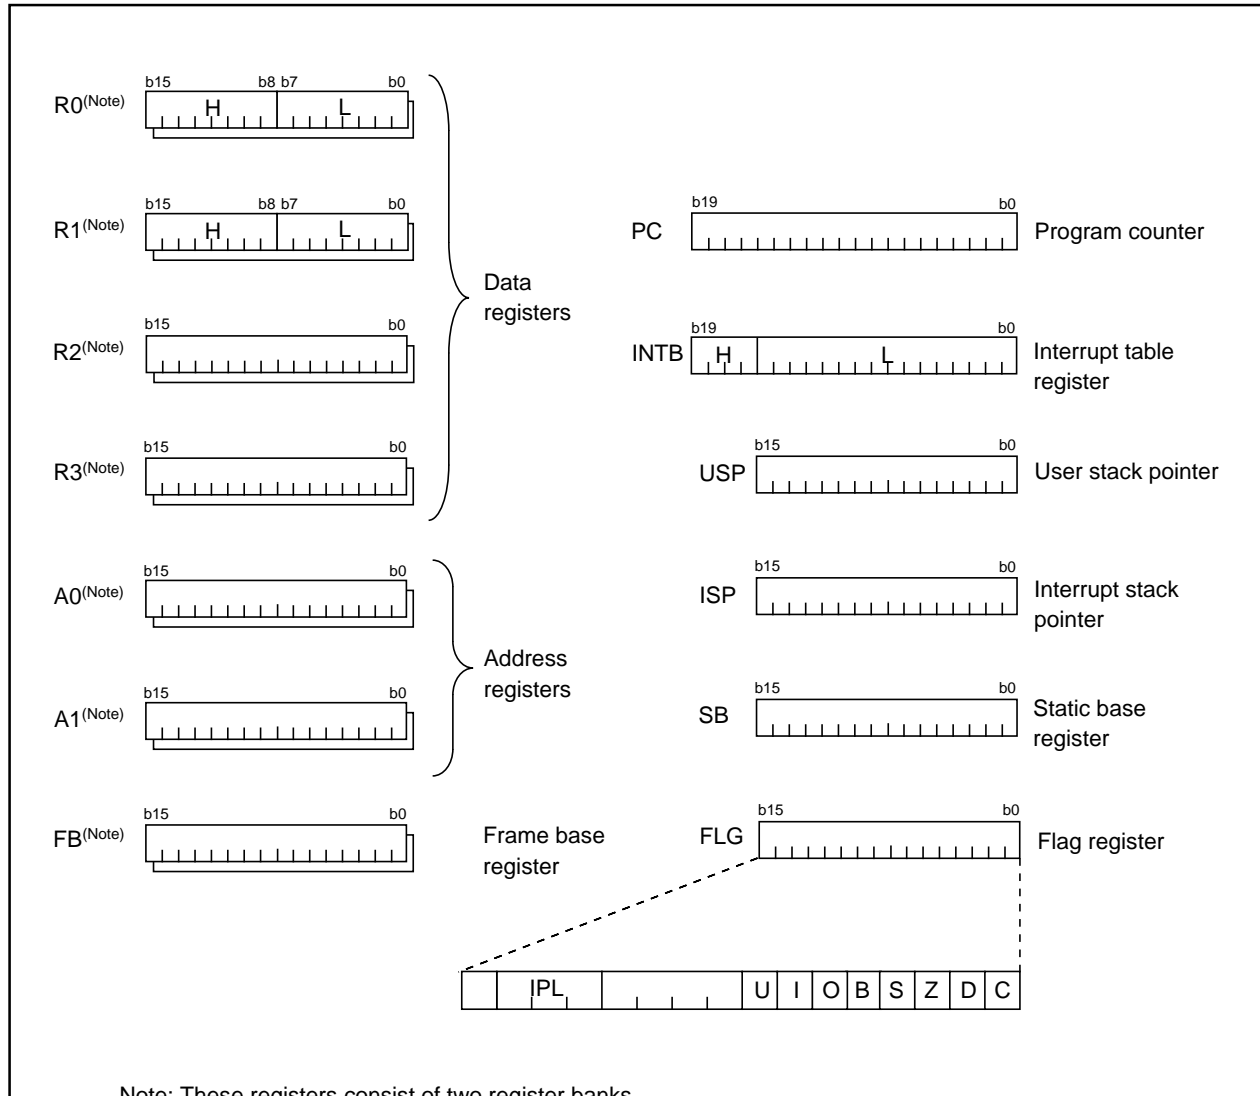 b15 b8 b7 b0
R0(Note) H L
b15 b8 b7 b0
R1(Note) H L
b15 b0
R2(Note)
b15 b0
R3(Note)
Data
registers
b15 b0
A0(Note)
b15 b0
A1(Note)
Address
registers
b15 b0
FB(Note)
Frame base
register
b19 b0
PC Program counter
b19 b0
INTB H L Interrupt table
register
b15 b0
USP User stack pointer
b15 b0
ISP Interrupt stack
pointer
b15 b0
SB Static base
register
b15 b0
FLG Flag register
IPL U I O B S Z D C
Note: These registers consist of two register banks.